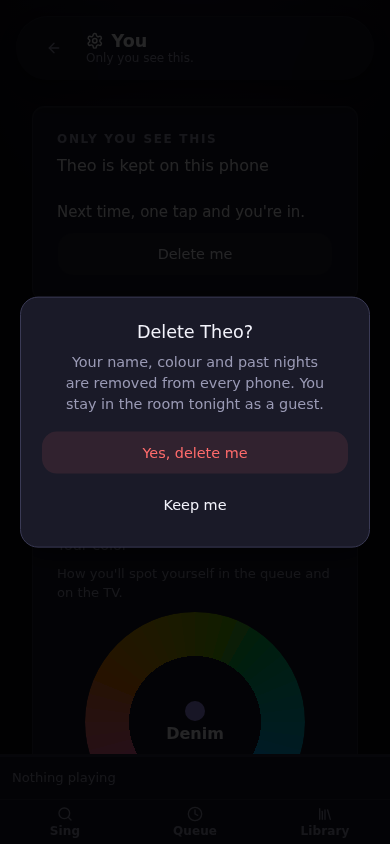 You
Only you see this.
ONLY YOU SEE THIS
Theo is kept on this phone
Next time, one tap and you're in.
Delete me
Delete Theo?
Your name, colour and past nights
are removed from every phone. You
stay in the room tonight as a guest.
Yes, delete me
Keep me
How you'll spot yourself in the queue and
on the TV.
Denim
Nothing playing
Sing
Queue
Library